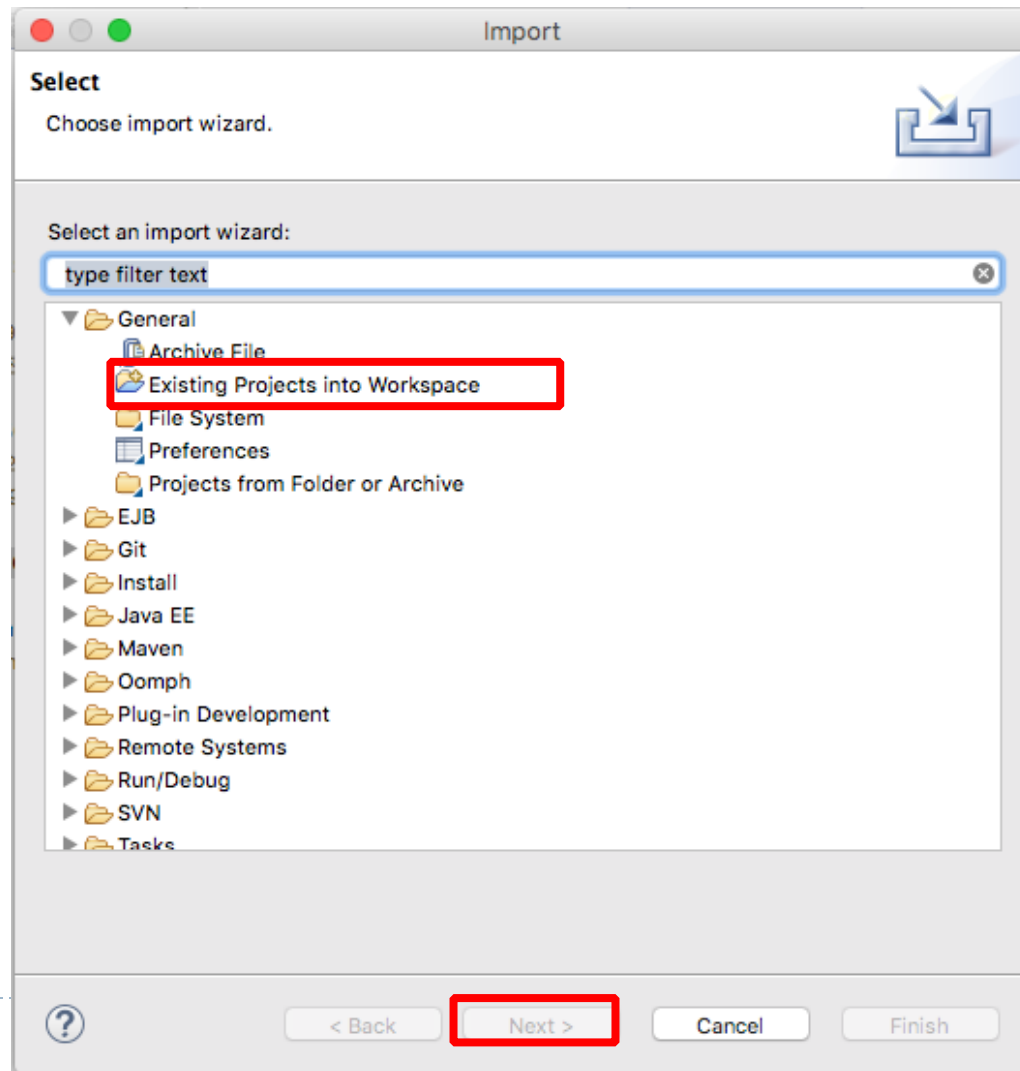 Import
Select
Choose import wizard.
Select an import wizard:
type filter text
General
Archive File
Existing Projects into Workspace
File System
Preferences
Projects from Folder or Archive
EJB
Git
Install
Java EE
Maven
Oomph
Plug-in Development
Remote Systems
Run/Debug
SVN
Tasks
? < Back Next > Cancel Finish